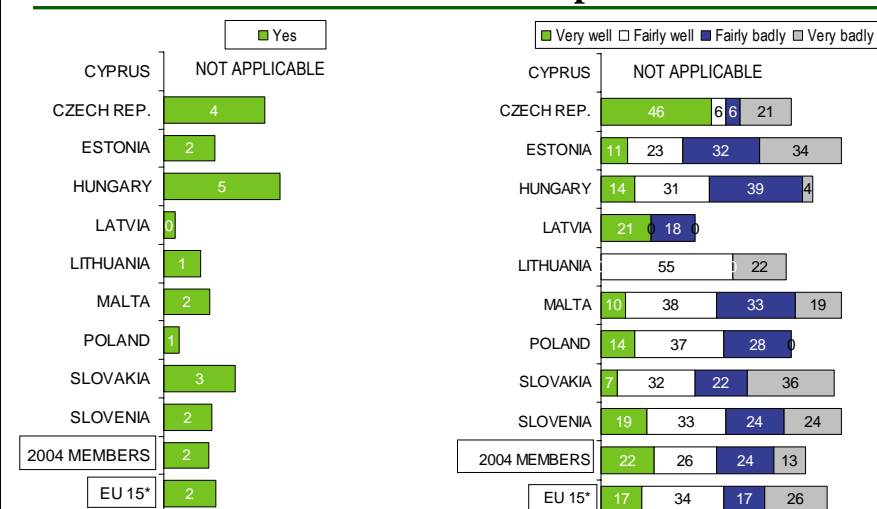 Yes
CYPRUS NOT APPLICABLE
CZECH REP. 4
ESTONIA 2
HUNGARY 5
LATVIA 0
LITHUANIA 1
MALTA 2
POLAND 1
SLOVAKIA 3
SLOVENIA 2
2004 MEMBERS 2
EU 15* 2
Very well Fairly well Fairly badly Very badly
CYPRUS NOT APPLICABLE
CZECH REP. 46 6 6 21
ESTONIA 11 23 32 34
HUNGARY 14 31 39 4
LATVIA 21 0 18 0
LITHUANIA 0 55 0 22
MALTA 10 38 33 19
POLAND 14 37 28 0
SLOVAKIA 7 32 22 36
SLOVENIA 19 33 24 24
2004 MEMBERS 22 26 24 13
EU 15* 17 34 17 26